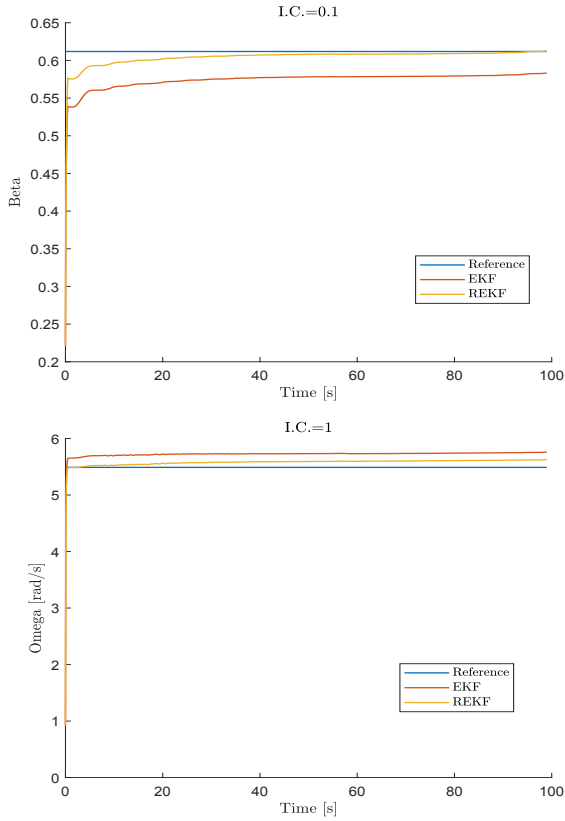 I.C.=0.1
0.65
0.6
0.55
0.5
0.45
0.4
0.35
0.3
0.25
0.2
Beta
Reference
EKF
REKF
0 20 40 60 80 100
Time [s]
I.C.=1
6
5
4
3
2
1
0
Omega [rad/s]
Reference
EKF
REKF
0 20 40 60 80 100
Time [s]